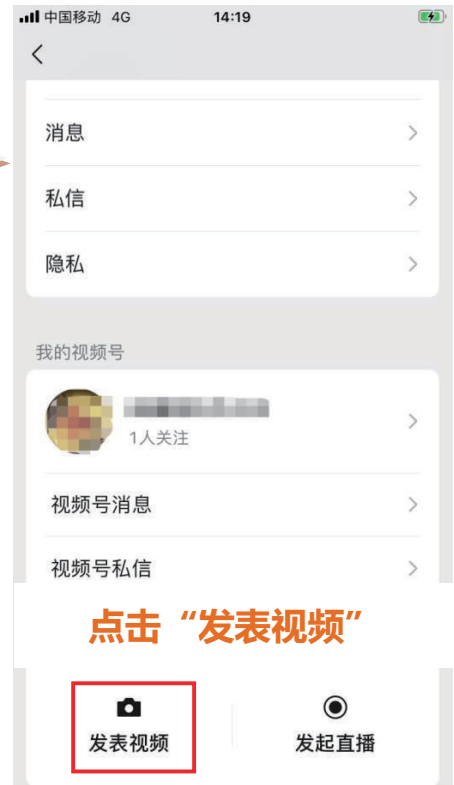 中国移动 4G 14:19
消息
私信
隐私
我的视频号
1人关注
视频号消息
视频号私信
点击“发表视频”
发表视频 发起直播